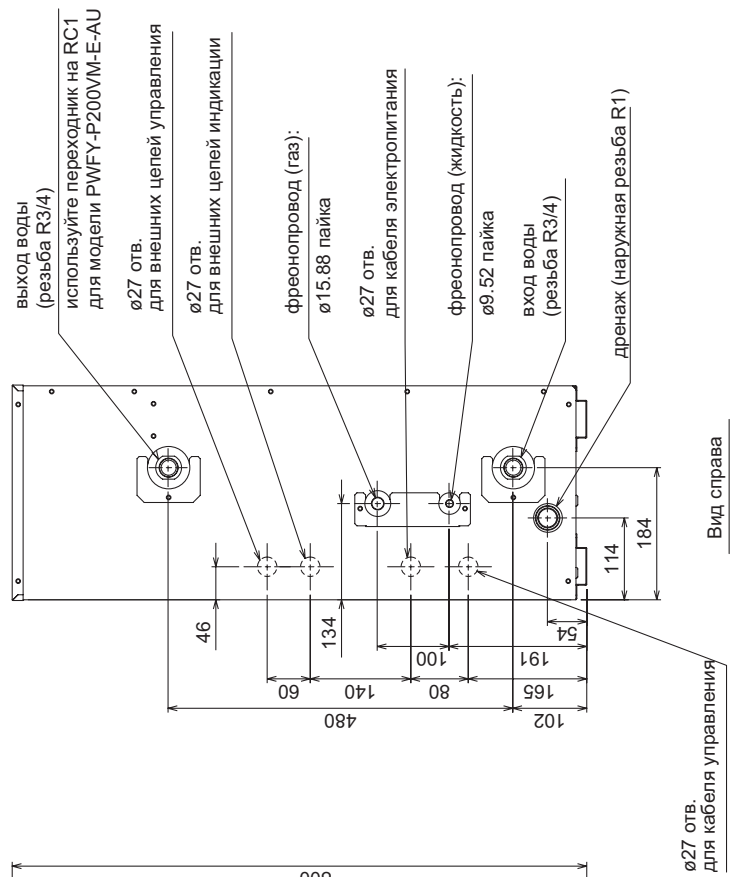 выход воды
(резьба R3/4)
используйте переходник на RC1
для модели PWFY-P200VM-E-AU
ø27 отв.
для внешних цепей управления
ø27 отв.
для внешних цепей индикации
фреонопровод (газ):
ø15.88 пайка
ø27 отв.
для кабеля электропитания
фреонопровод (жидкость):
ø9.52 пайка
вход воды
(резьба R3/4)
дренаж (наружная резьба R1)
46
134
114
184
54
100
191
60
140
80
165
480
102
ø27 отв.
для кабеля управления
Вид справа